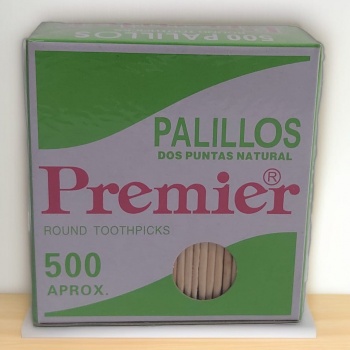 500 PALILLOS
PALILLOS
DOS PUNTAS NATURAL
Premier®
ROUND TOOTHPICKS
500
APROX.